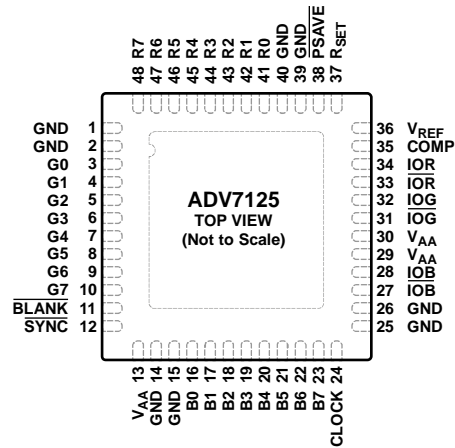 48 R7
47 R6
46 R5
45 R4
44 R3
43 R2
42 R1
41 R0
40 GND
39 GND
38 PSAVE
37 RSET
GND 1
GND 2
G0 3
G1 4
G2 5
G3 6
G4 7
G5 8
G6 9
G7 10
BLANK 11
SYNC 12
ADV7125
TOP VIEW
(Not to Scale)
36 VREF
35 COMP
34 IOR
33 IOR
32 IOG
31 IOG
30 VAA
29 VAA
28 IOB
27 IOB
26 GND
25 GND
VAA 13
GND 14
GND 15
B0 16
B1 17
B2 18
B3 19
B4 20
B5 21
B6 22
B7 23
CLOCK 24